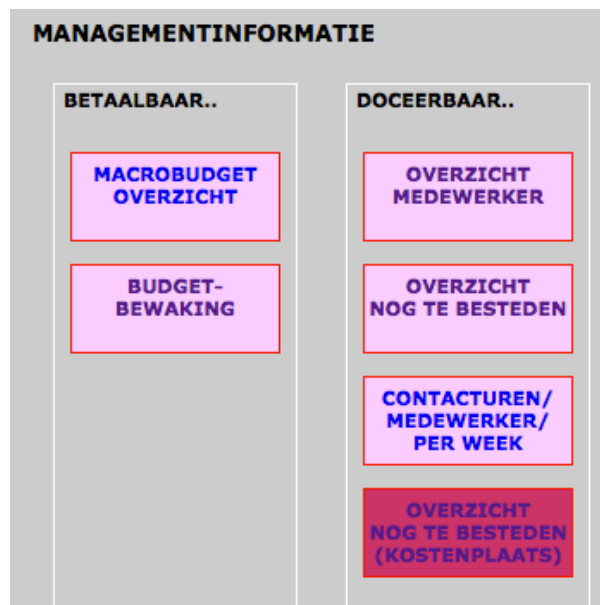 MANAGEMENTINFORMATIE
BETAALBAAR..
MACROBUDGET
OVERZICHT
BUDGET-
BEWAKING
DOCEERBAAR..
OVERZICHT
MEDEWERKER
OVERZICHT
NOG TE BESTEDEN
CONTACTUREN/
MEDEWERKER/
PER WEEK
OVERZICHT
NOG TE BESTEDEN
(KOSTENPLAATS)